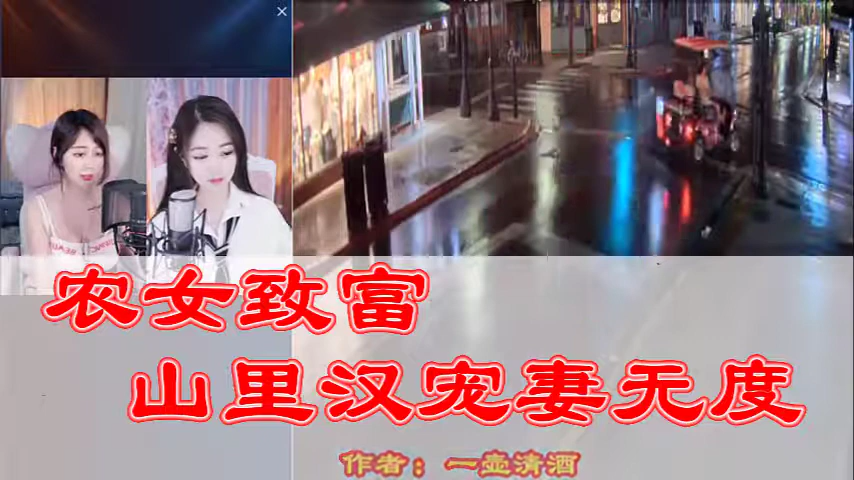 农女致富
山里汉宠妻无度
作者：一壶清酒